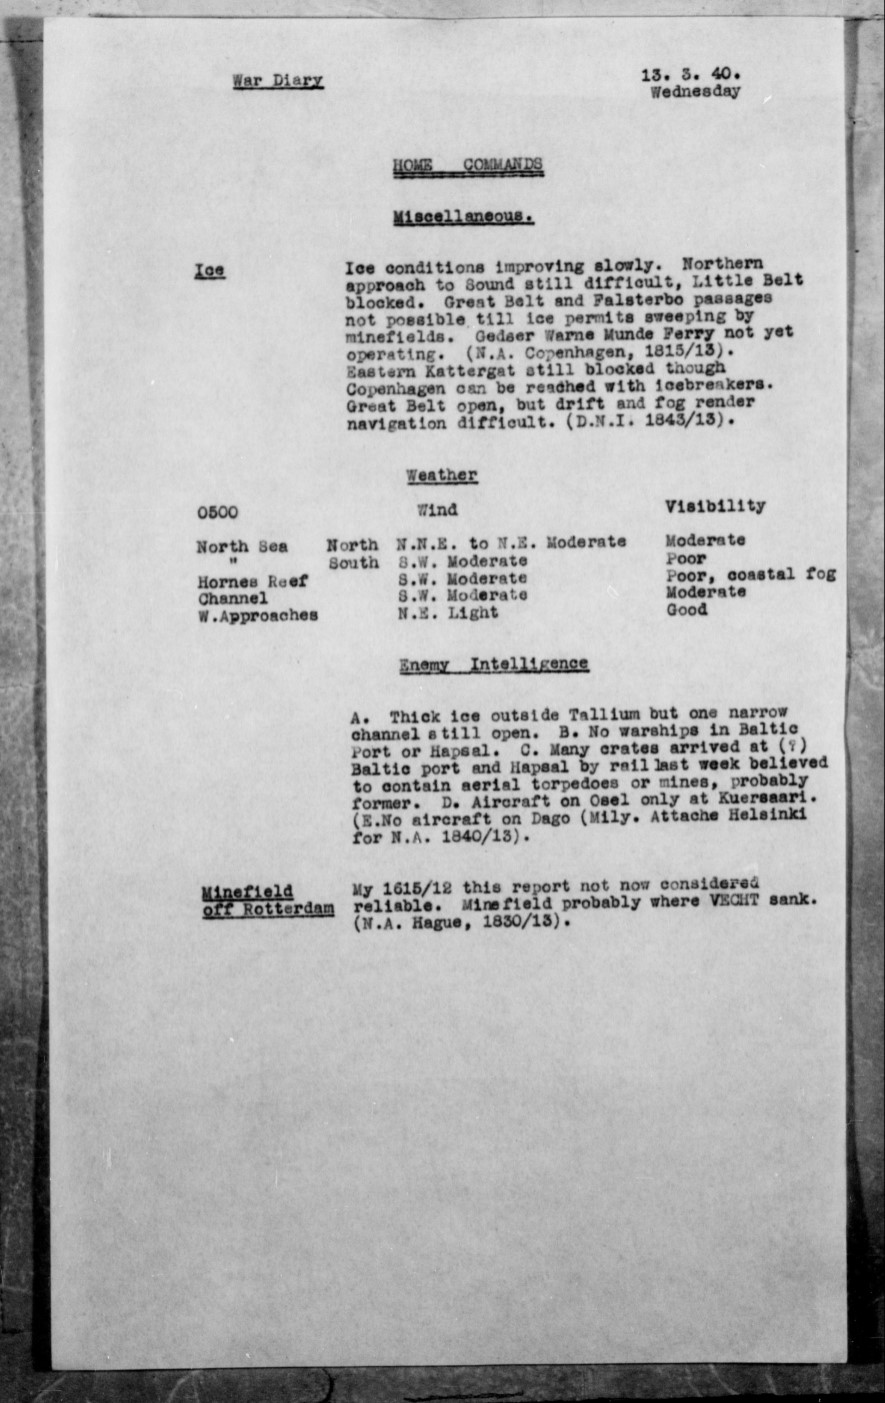 War Diary
13. 3. 40.
Wednesday
HOME COMMANDS
Miscellaneous.
Ice
Ice conditions improving slowly. Northern
approach to Sound still difficult, Little Belt
blocked. Great Belt and Falsterbo passages
not possible till ice permits sweeping by
minefields. Gedser Warne Munde Ferry not yet
operating. (N.A. Copenhagen, 1815/13).
Eastern Kattergat still blocked though
Copenhagen can be reached with icebreakers.
Great Belt open, but drift and fog render
navigation difficult. (D.N.I. 1843/13).
Weather
0500 Wind Visibility
North Sea North N.N.E. to N.E. Moderate Moderate
" South S.W. Moderate Poor
Hornes Reef S.W. Moderate Poor, coastal fog
Channel S.W. Moderate Moderate
W.Approaches N.E. Light Good
Enemy Intelligence
A. Thick ice outside Tallium but one narrow
channel still open. B. No warships in Baltic
Port or Hapsal. C. Many crates arrived at (?)
Baltic port and Hapsal by rail last week believed
to contain aerial torpedoes or mines, probably
former. D. Aircraft on Osel only at Kuersaari.
(E.No aircraft on Dago (Mily. Attache Helsinki
for N.A. 1840/13).
Minefield
off Rotterdam
My 1615/12 this report not now considered
reliable. Minefield probably where VECHT sank.
(N.A. Hague, 1830/13).